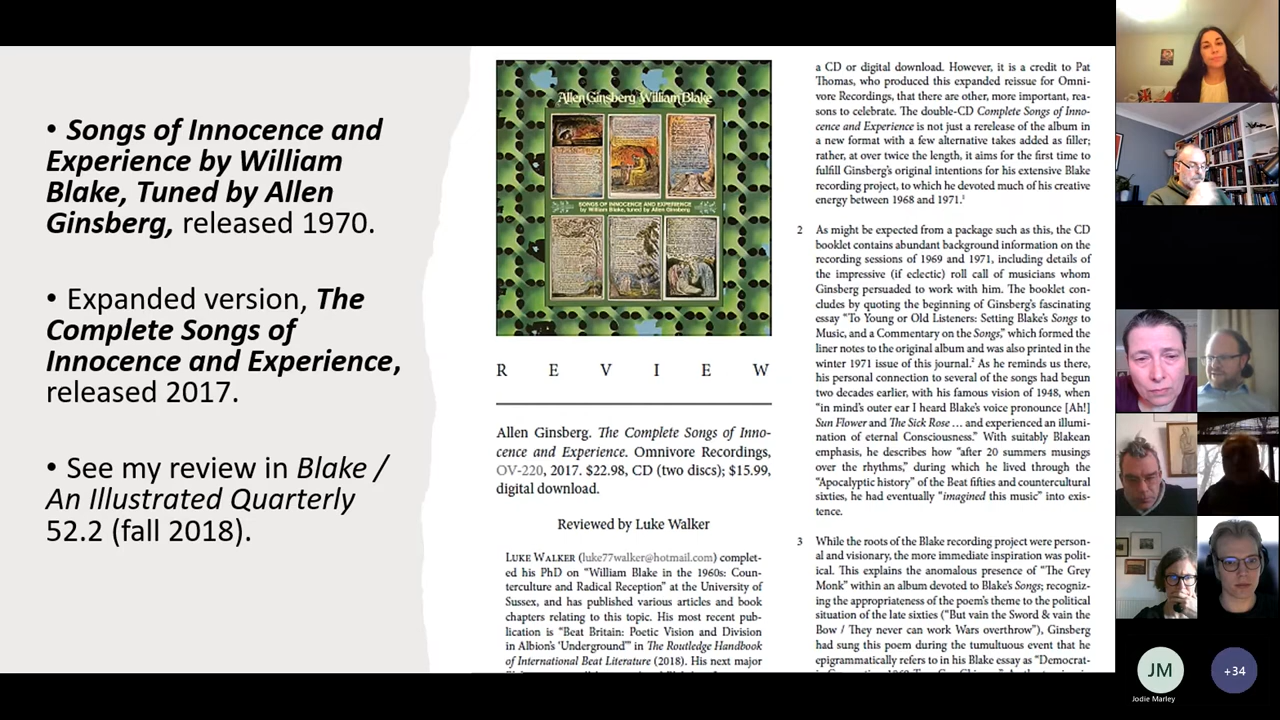 • Songs of Innocence and
Experience by William
Blake, Tuned by Allen
Ginsberg, released 1970.
• Expanded version, The
Complete Songs of
Innocence and Experience,
released 2017.
• See my review in Blake /
An Illustrated Quarterly
52.2 (fall 2018).
Allen Ginsberg William Blake
SONGS OF INNOCENCE AND EXPERIENCE
by William Blake, tuned by Allen Ginsberg
R E V I E W
Allen Ginsberg. The Complete Songs of Inno-
cence and Experience. Omnivore Recordings,
OV-220, 2017. $22.98, CD (two discs); $15.99,
digital download.
Reviewed by Luke Walker
LUKE WALKER (luke77walker@hotmail.com) complet-
ed his PhD on “William Blake in the 1960s: Coun-
terculture and Radical Reception” at the University of
Sussex, and has published various articles and book
chapters relating to this topic. His most recent pub-
lication is “Beat Britain: Poetic Vision and Division
in Albion’s ‘Underground’” in The Routledge Handbook
of International Beat Literature (2018). His next major
a CD or digital download. However, it is a credit to Pat
Thomas, who produced this expanded reissue for Omni-
vore Recordings, that there are other, more important, rea-
sons to celebrate. The double-CD Complete Songs of Inno-
cence and Experience is not just a rerelease of the album in
a new format with a few alternative takes added as filler;
rather, at over twice the length, it aims for the first time to
fulfill Ginsberg’s original intentions for his extensive Blake
recording project, to which he devoted much of his creative
energy between 1968 and 1971.¹
2 As might be expected from a package such as this, the CD
booklet contains abundant background information on the
recording sessions of 1969 and 1971, including details of
the impressive (if eclectic) roll call of musicians whom
Ginsberg persuaded to work with him. The booklet con-
cludes by quoting the beginning of Ginsberg’s fascinating
essay “To Young or Old Listeners: Setting Blake’s Songs to
Music, and a Commentary on the Songs,” which formed the
liner notes to the original album and was also printed in the
winter 1971 issue of this journal.² As he reminds us there,
his personal connection to several of the songs had begun
two decades earlier, with his famous vision of 1948, when
“in mind’s outer ear I heard Blake’s voice pronounce [Ah!]
Sun Flower and The Sick Rose … and experienced an illumi-
nation of eternal Consciousness.” With suitably Blakean
emphasis, he describes how “after 20 summers musings
over the rhythms,” during which he lived through the
“Apocalyptic history” of the Beat fifties and countercultural
sixties, he had eventually “imagined this music” into exis-
tence.
3 While the roots of the Blake recording project were person-
al and visionary, the more immediate inspiration was polit-
ical. This explains the anomalous presence of “The Grey
Monk” within an album devoted to Blake’s Songs; recogniz-
ing the appropriateness of the poem’s theme to the political
situation of the late sixties (“But vain the Sword & vain the
Bow / They never can work Wars overthrow”), Ginsberg
had sung this poem during the tumultuous event that he
epigrammatically refers to in his Blake essay as “Democrat-
JM
Jodie Marley
+34